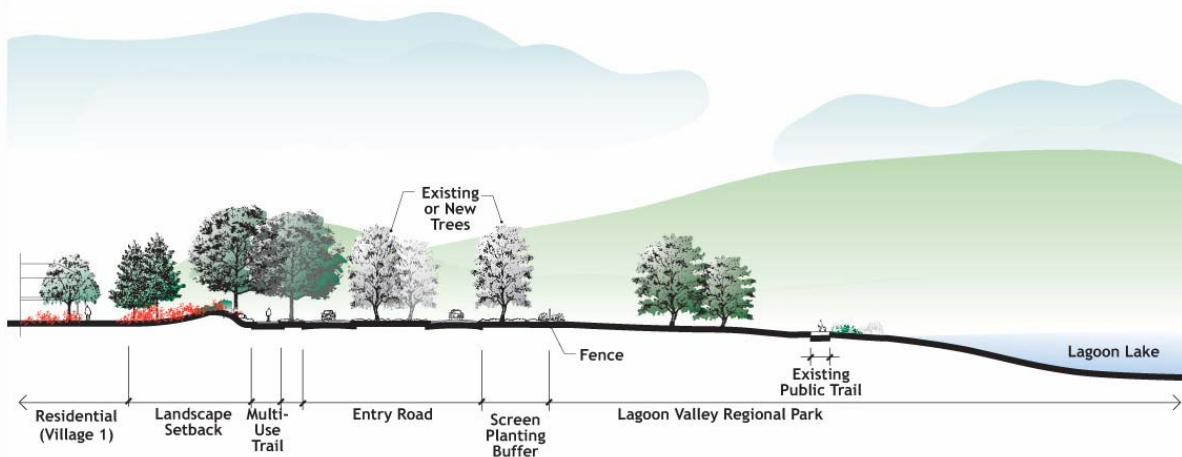 Existing
or New
Trees
Fence
Lagoon Lake
Existing
Public Trail
Residential
(Village 1)
Landscape
Setback
Multi-
Use
Trail
Entry Road
Screen
Planting
Buffer
Lagoon Valley Regional Park